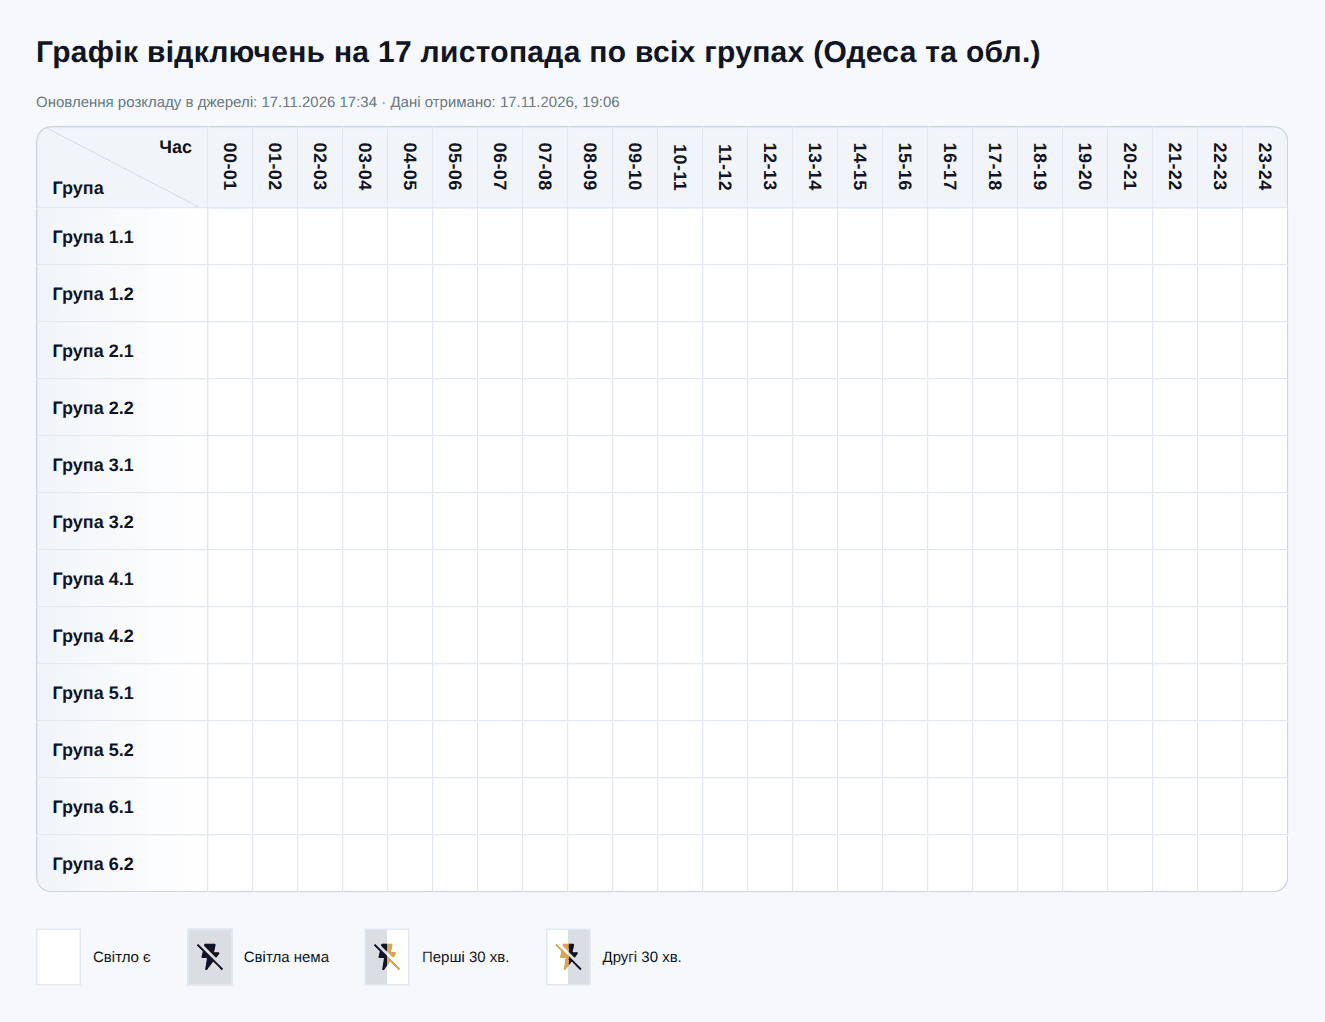 Графік відключень на 17 листопада по всіх групах (Одеса та обл.)
Оновлення розкладу в джерелі: 17.11.2026 17:34 · Дані отримано: 17.11.2026, 19:06
Час
Група
00-01 01-02 02-03 03-04 04-05 05-06 06-07 07-08 08-09 09-10 10-11 11-12 12-13 13-14 14-15 15-16 16-17 17-18 18-19 19-20 20-21 21-22 22-23 23-24
Група 1.1
Група 1.2
Група 2.1
Група 2.2
Група 3.1
Група 3.2
Група 4.1
Група 4.2
Група 5.1
Група 5.2
Група 6.1
Група 6.2
Світло є Світла нема Перші 30 хв. Другі 30 хв.